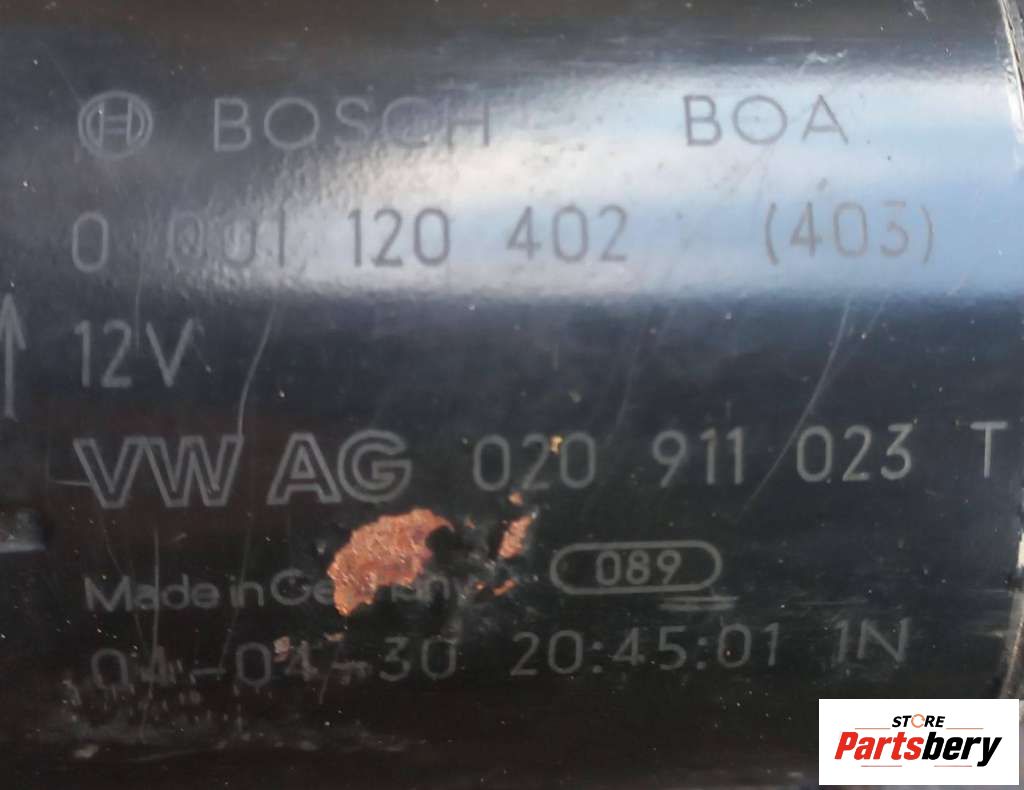 BOSCH BOA
0 001 120 402 (403)
12V
VW AG 020 911 023 T
Made in Germany 089
04-04-30 20:45:01 1N
STORE
Partsbery